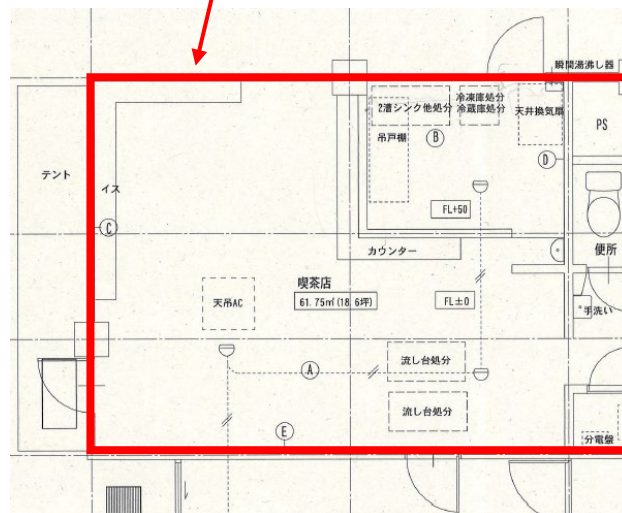 瞬間湯沸し器
2槽シンク他処分
冷凍庫処分
冷蔵庫処分
天井換気扇
PS
吊戸棚
B
D
テント
イス
FL+50
C
カウンター
便所
喫茶店
天吊AC
61.75㎡(18.6坪)
FL±0
手洗い
流し台処分
A
流し台処分
E
分電盤